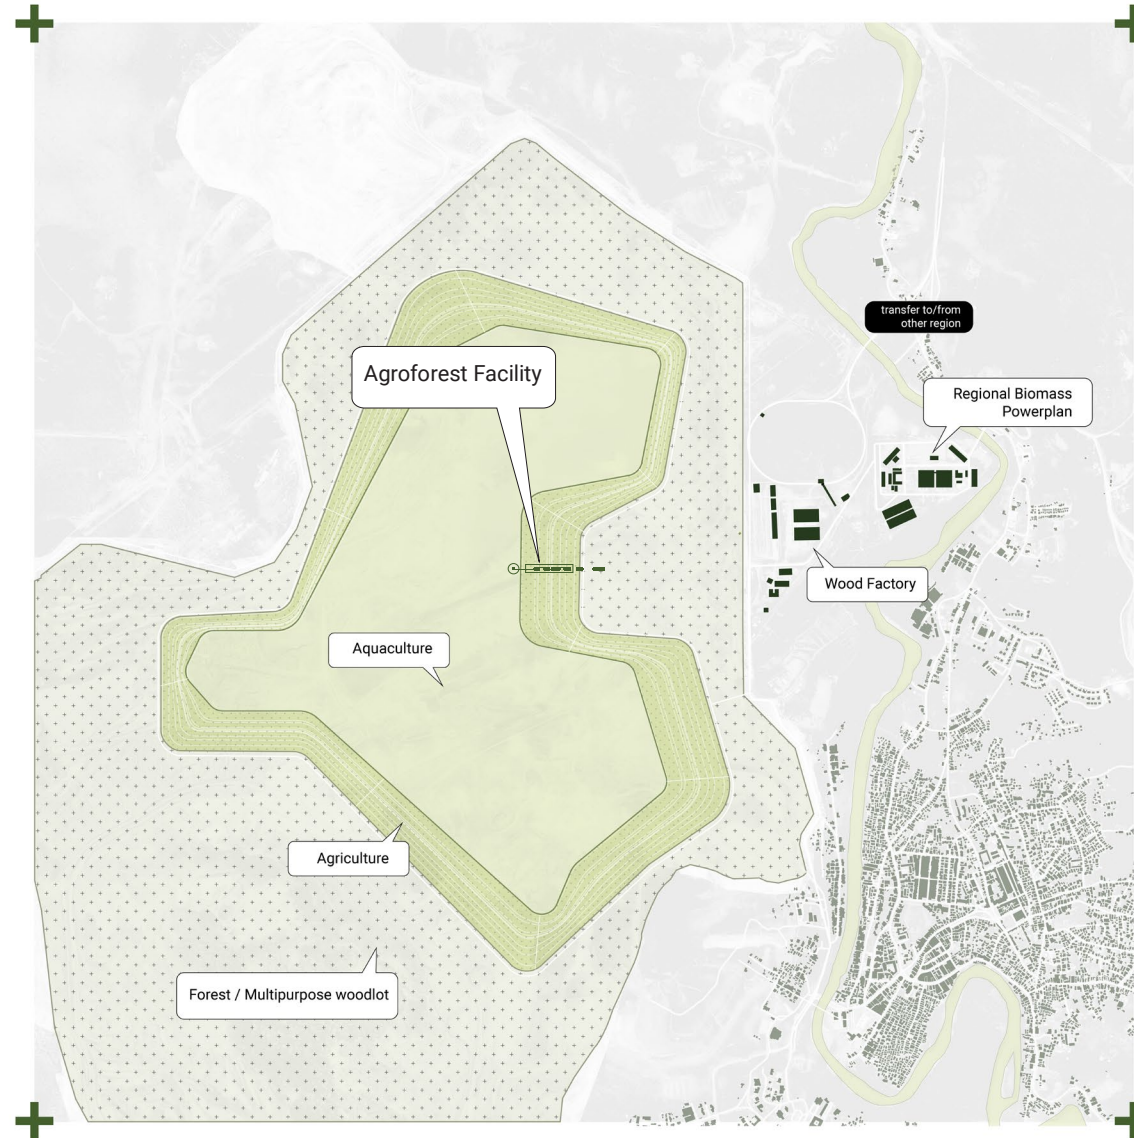 transfer to/from
other region
Agroforest Facility
Regional Biomass
Powerplan
Wood Factory
Aquaculture
Agriculture
Forest / Multipurpose woodlot